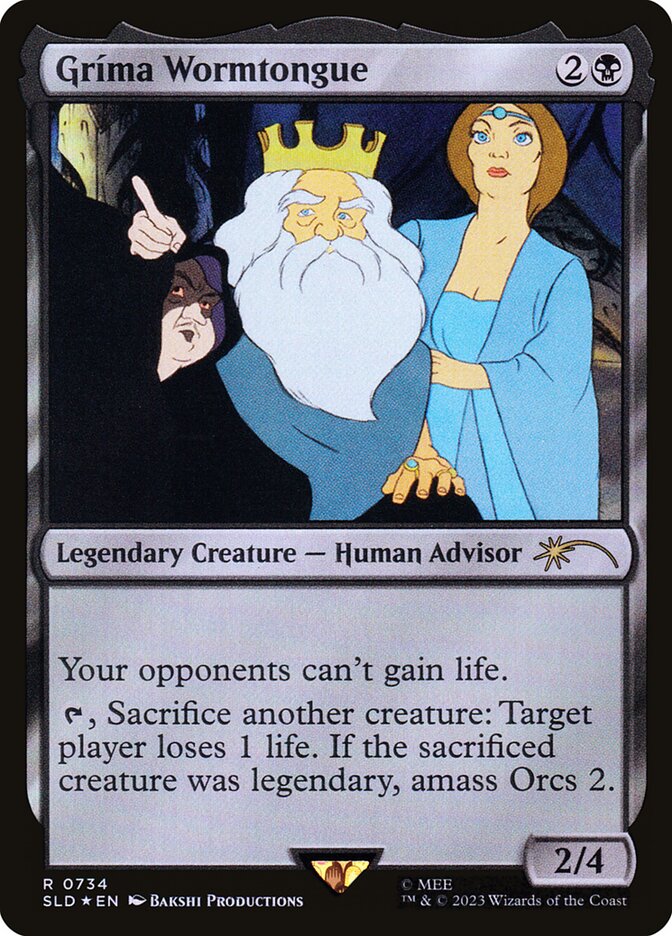 Gríma Wormtongue 2
Legendary Creature — Human Advisor
Your opponents can't gain life.
, Sacrifice another creature: Target
player loses 1 life. If the sacrificed
creature was legendary, amass Orcs 2.
2/4
R 0734
SLD ★ EN Bakshi Productions
© MEE
™ & © 2023 Wizards of the Coast